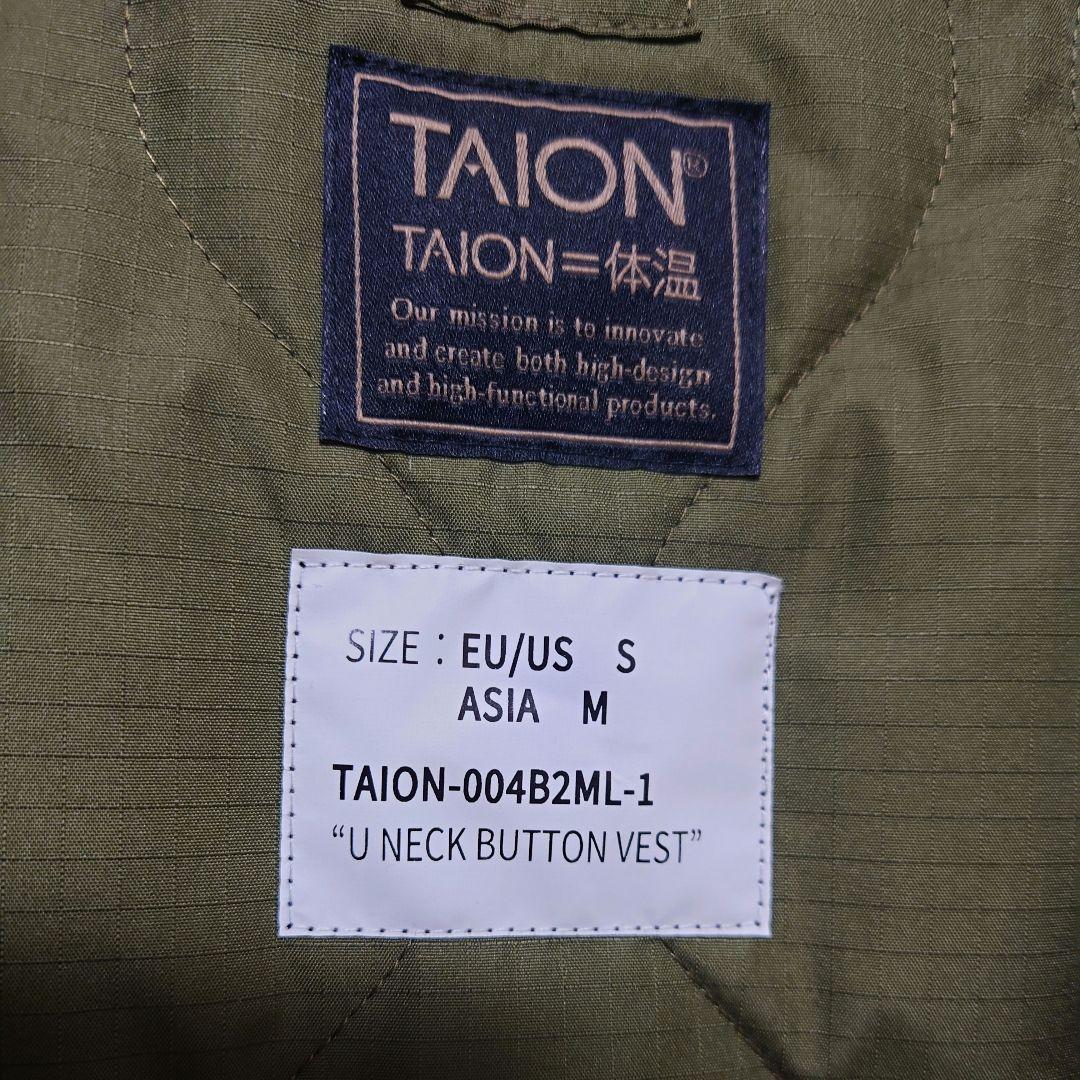 TAION®
TAION=体温
Our mission is to innovate
and create both high-design
and high-functional products.
SIZE : EU/US S
ASIA M
TAION-004B2ML-1
“U NECK BUTTON VEST”